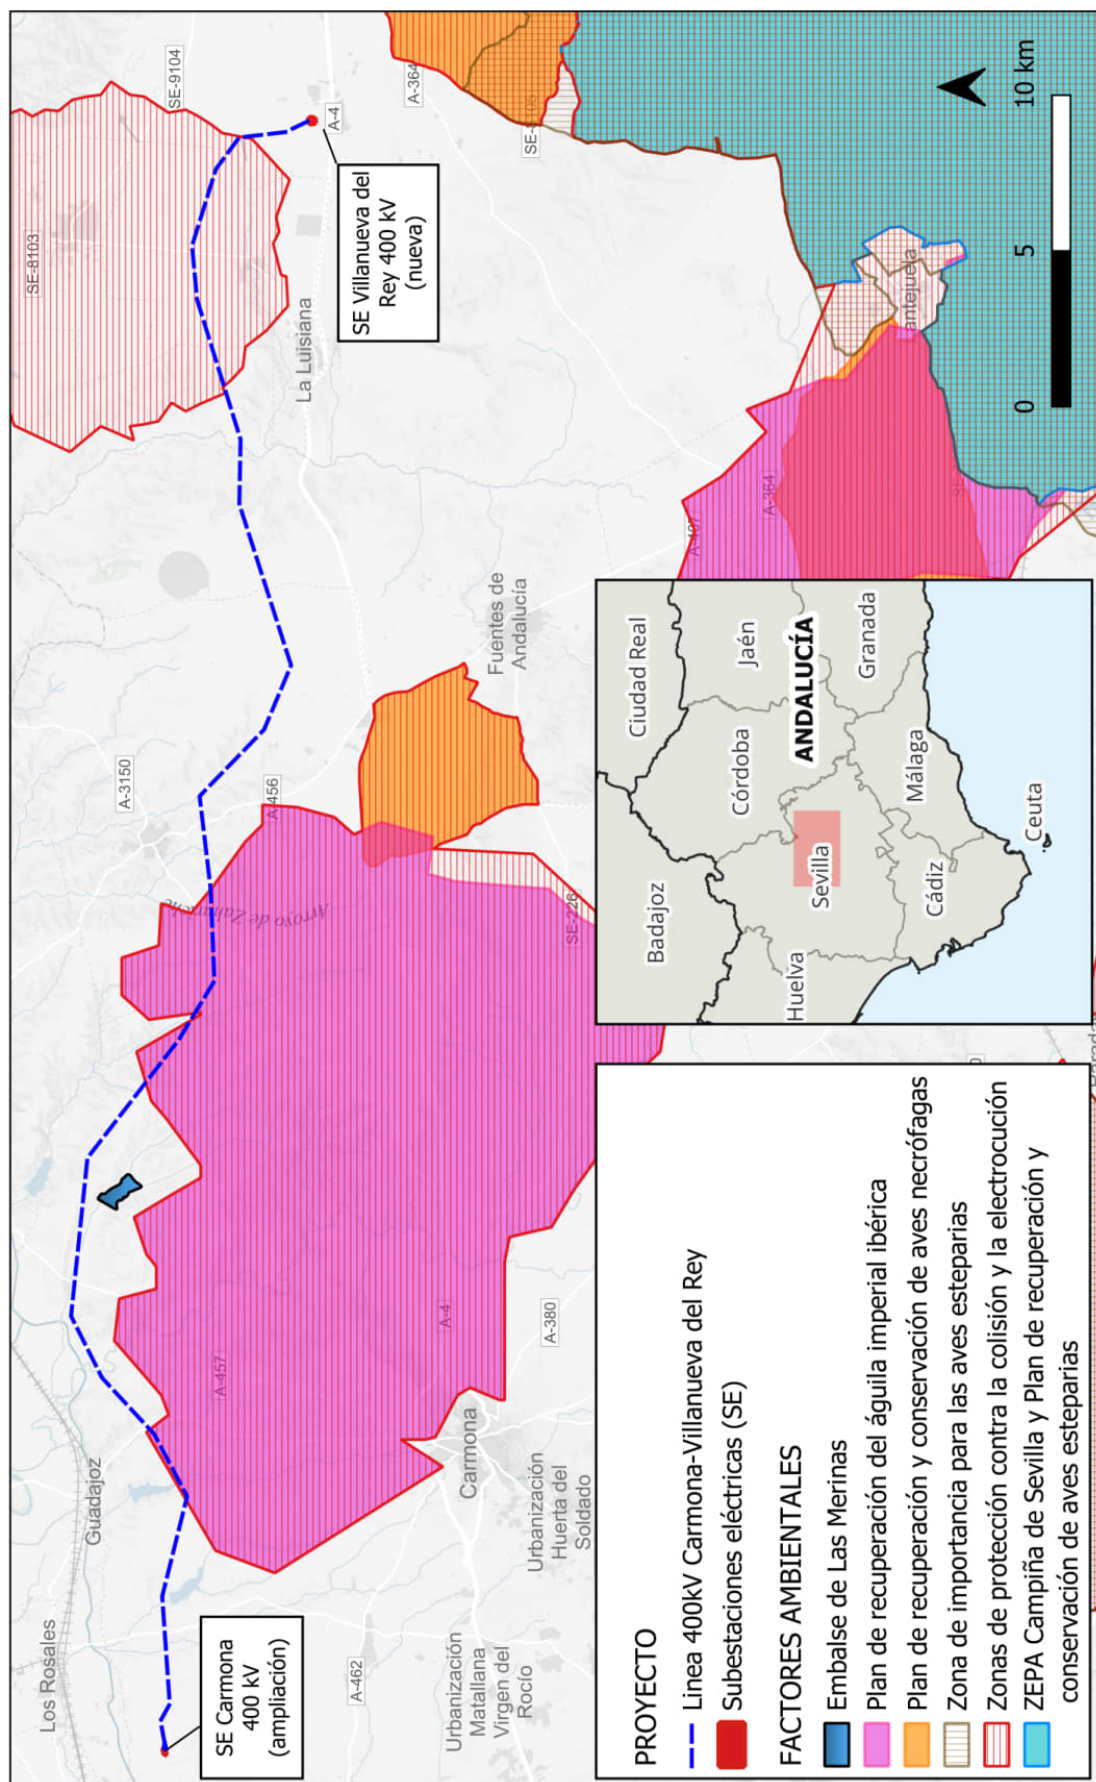 Los Rosales
Guadajoz
SE Carmona
400 kV
(ampliación)
A-462
Urbanización
Matallana
Virgen del
Rocío
Urbanización
Huerta del
Soldado
Carmona
A-457
A-4
A-380
A-3150
A-456
Arroyo de Zahariche
SE-226
Fuentes de
Andalucía
La Luisiana
SE-8103
SE-9104
A-4
SE Villanueva del
Rey 400 kV
(nueva)
A-364
A-407
A-364
antejuela
PROYECTO
Linea 400kV Carmona-Villanueva del Rey
Subestaciones eléctricas (SE)
FACTORES AMBIENTALES
Embalse de Las Merinas
Plan de recuperación del águila imperial ibérica
Plan de recuperación y conservación de aves necrófagas
Zona de importancia para las aves esteparias
Zonas de protección contra la colisión y la electrocución
ZEPA Campiña de Sevilla y Plan de recuperación y
conservación de aves esteparias
Badajoz
Ciudad Real
Córdoba
Jaén
Huelva
Sevilla
ANDALUCÍA
Granada
Málaga
Cádiz
Ceuta
0
5
10 km